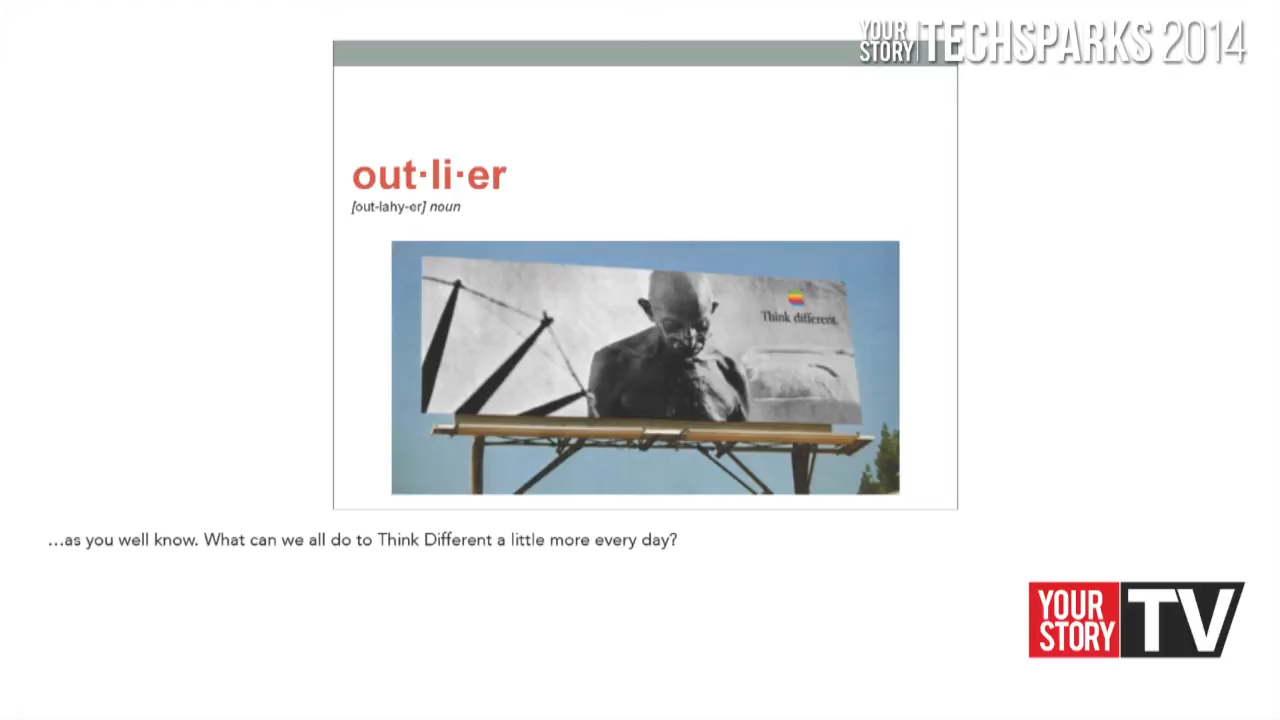 YOUR
STORY
TECHSPARKS 2014
out·li·er
[out-lahy-er] noun
Think different.
...as you well know. What can we all do to Think Different a little more every day?
YOUR
STORY
TV